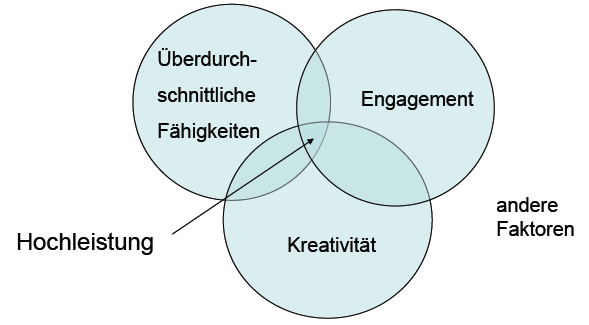 Überdurch-
schnittliche
Fähigkeiten
Engagement
andere
Faktoren
Hochleistung
Kreativität